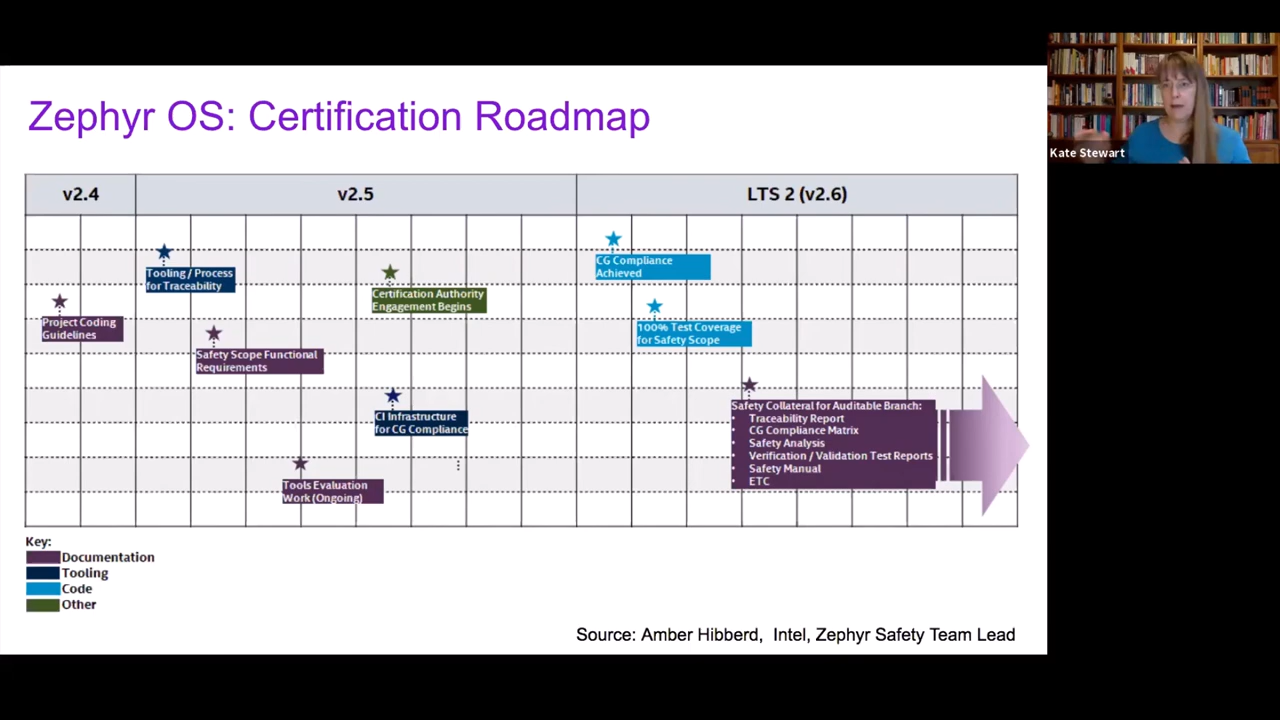 Zephyr OS: Certification Roadmap
Kate Stewart
v2.4
v2.5
LTS 2 (v2.6)
Tooling / Process
for Traceability
Project Coding
Guidelines
Safety Scope Functional
Requirements
Certification Authority
Engagement Begins
CI Infrastructure
for CG Compliance
Tools Evaluation
Work (Ongoing)
CG Compliance
Achieved
100% Test Coverage
for Safety Scope
Safety Collateral for Auditable Branch:
• Traceability Report
• CG Compliance Matrix
• Safety Analysis
• Verification / Validation Test Reports
• Safety Manual
• ETC
Key:
Documentation
Tooling
Code
Other
Source: Amber Hibberd, Intel, Zephyr Safety Team Lead